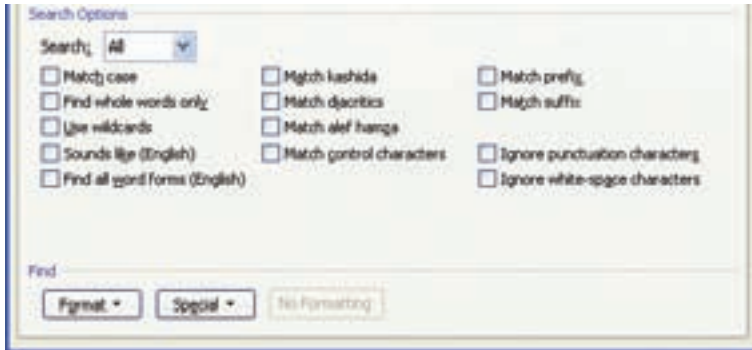 Search Options
Search: All
Match case
Find whole words only
Use wildcards
Sounds like (English)
Find all word forms (English)
Match kashida
Match diacritics
Match alef hamza
Match control characters
Match prefix
Match suffix
Ignore punctuation characters
Ignore white-space characters
Find
Format
Special
No Formatting